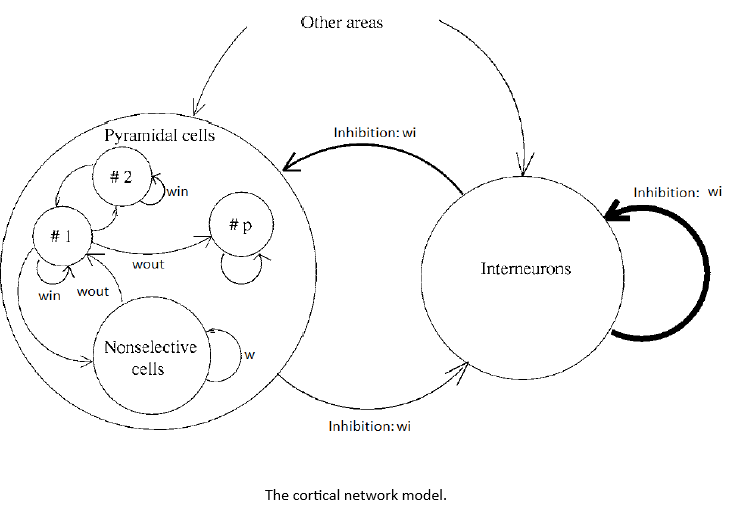 Other areas
Inhibition: wi
Pyramidal cells
# 2
win
Inhibition: wi
# p
# 1
wout
Interneurons
win
wout
Nonselective
cells
w
Inhibition: wi
The cortical network model.